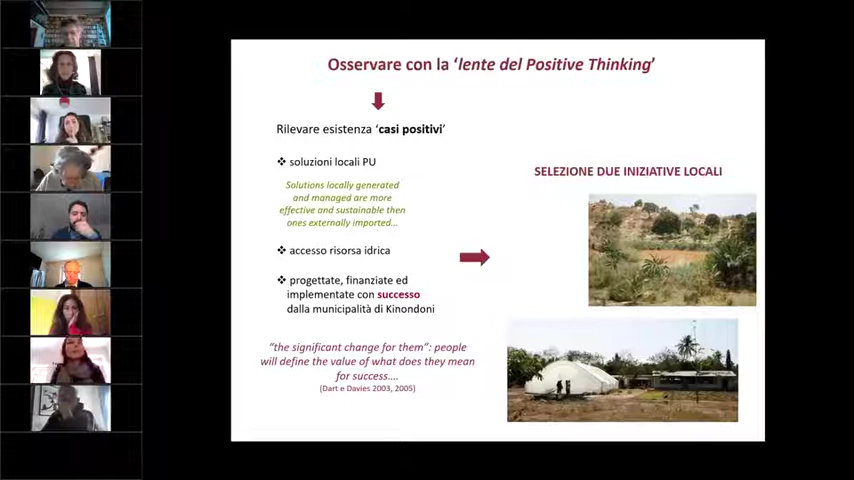 Osservare con la ‘lente del Positive Thinking’
Rilevare esistenza ‘casi positivi’
❖ soluzioni locali PU
Solutions locally generated
and managed are more
effective and sustainable then
ones externally imported…
❖ accesso risorsa idrica
❖ progettate, finanziate ed
implementate con successo
dalla municipalità di Kinondoni
“the significant change for them”: people
will define the value of what does they mean
for success….
(Dart e Davies 2003, 2005)
SELEZIONE DUE INIZIATIVE LOCALI